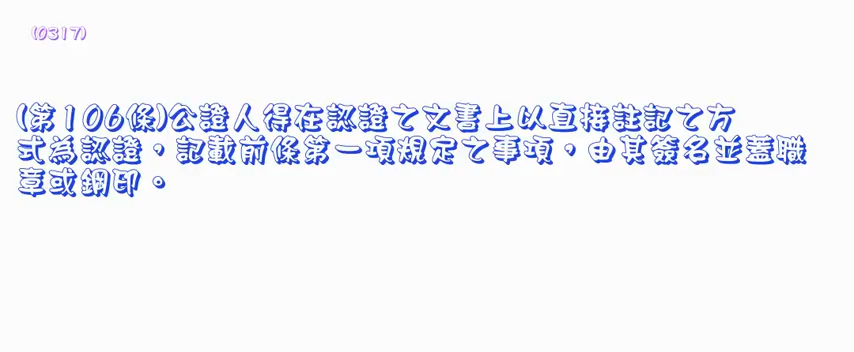 (0317)
(第106條)公證人得在認證之文書上以直接註記之方
式為認證，記載前條第一項規定之事項，由其簽名並蓋職
章或鋼印。